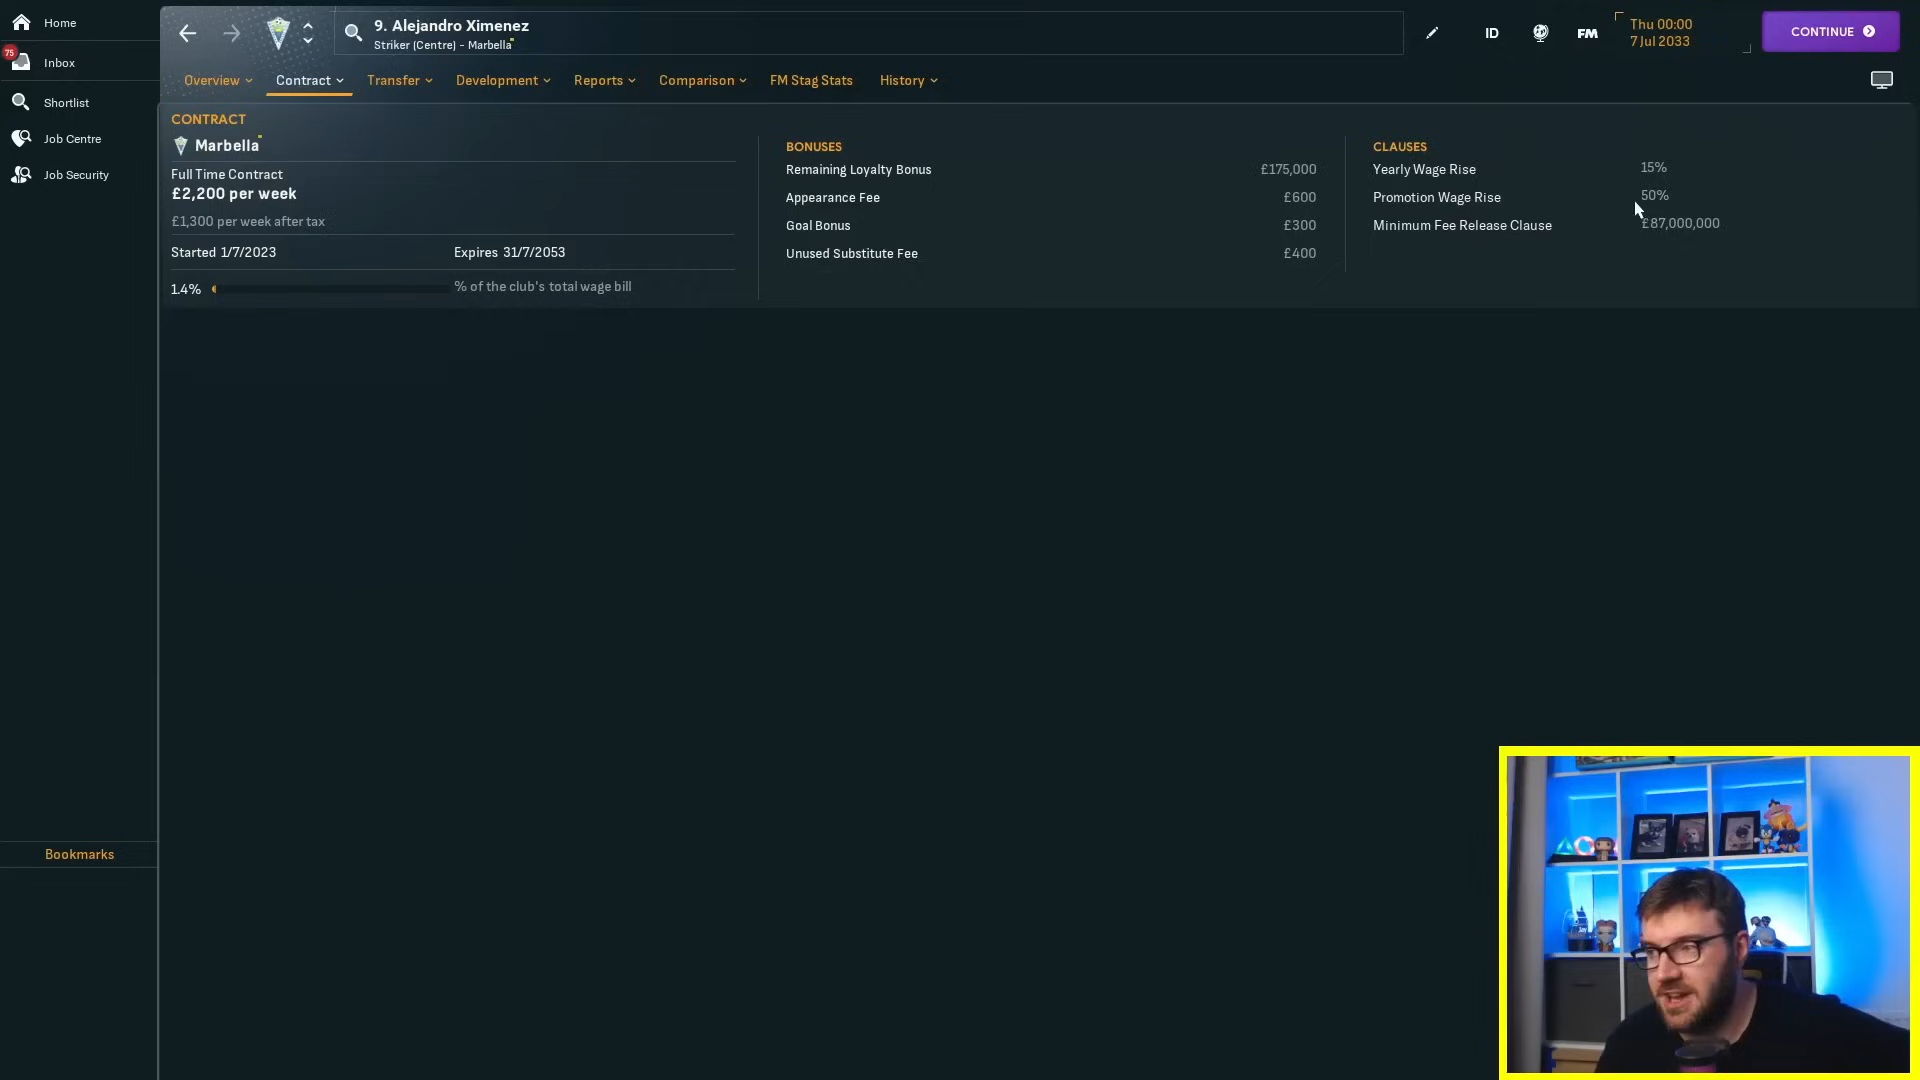 Home
75
Inbox
Shortlist
Job Centre
Job Security
Bookmarks
9. Alejandro Ximenez
Striker (Centre) - Marbella
ID
FM
Thu 00:00
7 Jul 2033
CONTINUE
Overview
Contract
Transfer
Development
Reports
Comparison
FM Stag Stats
History
CONTRACT
Marbella
Full Time Contract
£2,200 per week
£1,300 per week after tax
Started 1/7/2023
Expires 31/7/2053
1.4%
% of the club's total wage bill
BONUSES
Remaining Loyalty Bonus £175,000
Appearance Fee £600
Goal Bonus £300
Unused Substitute Fee £400
CLAUSES
Yearly Wage Rise 15%
Promotion Wage Rise 50%
Minimum Fee Release Clause £87,000,000